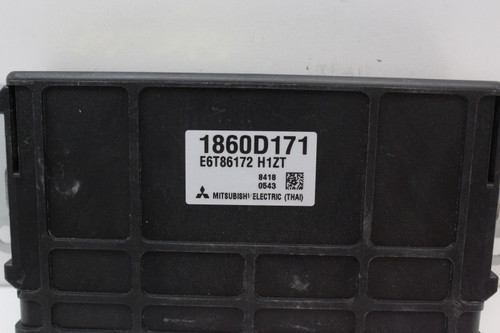 1860D171
E6T86172 H1ZT
8418
0543
MITSUBISHI ELECTRIC (THAI)